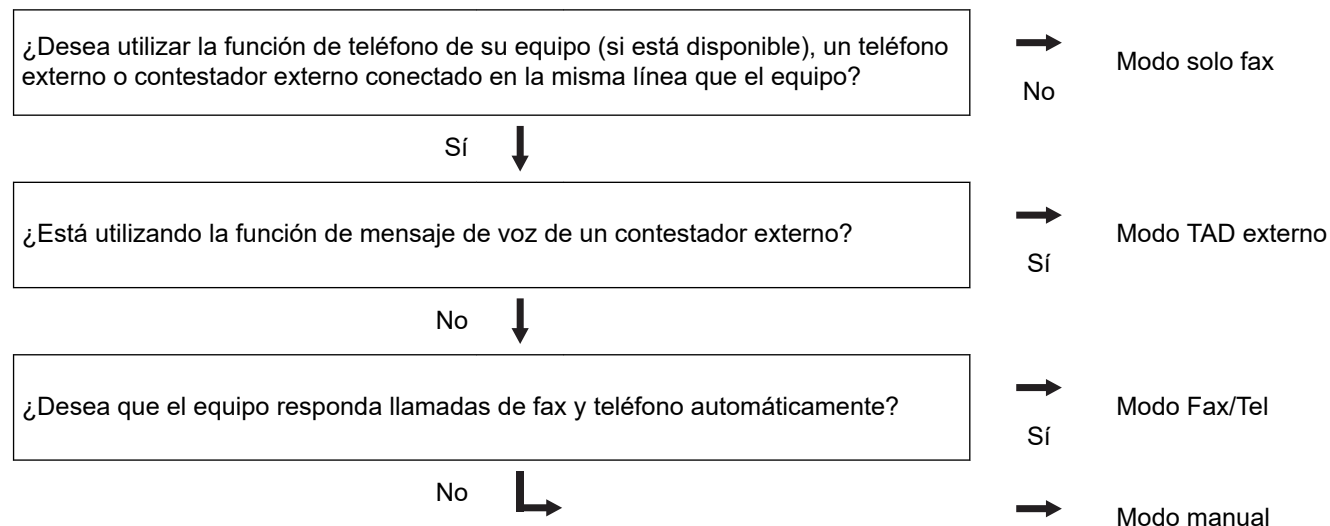 ¿Desea utilizar la función de teléfono de su equipo (si está disponible), un teléfono
externo o contestador externo conectado en la misma línea que el equipo?
No
Modo solo fax
Sí
¿Está utilizando la función de mensaje de voz de un contestador externo?
Sí
Modo TAD externo
No
¿Desea que el equipo responda llamadas de fax y teléfono automáticamente?
Sí
Modo Fax/Tel
No
Modo manual